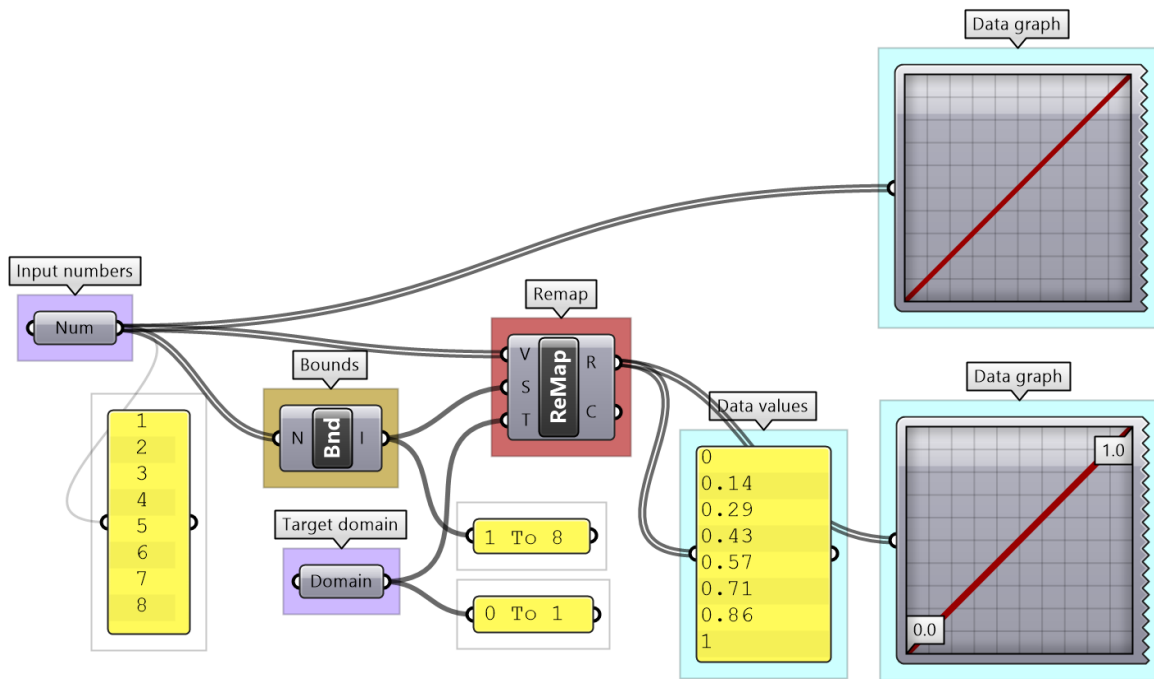 Data graph
Input numbers
Num
1
2
3
4
5
6
7
8
Bounds
N Bnd I
Target domain
Domain
1 To 8
0 To 1
Remap
V
S
T
ReMap
R
C
Data values
0
0.14
0.29
0.43
0.57
0.71
0.86
1
Data graph
1.0
0.0